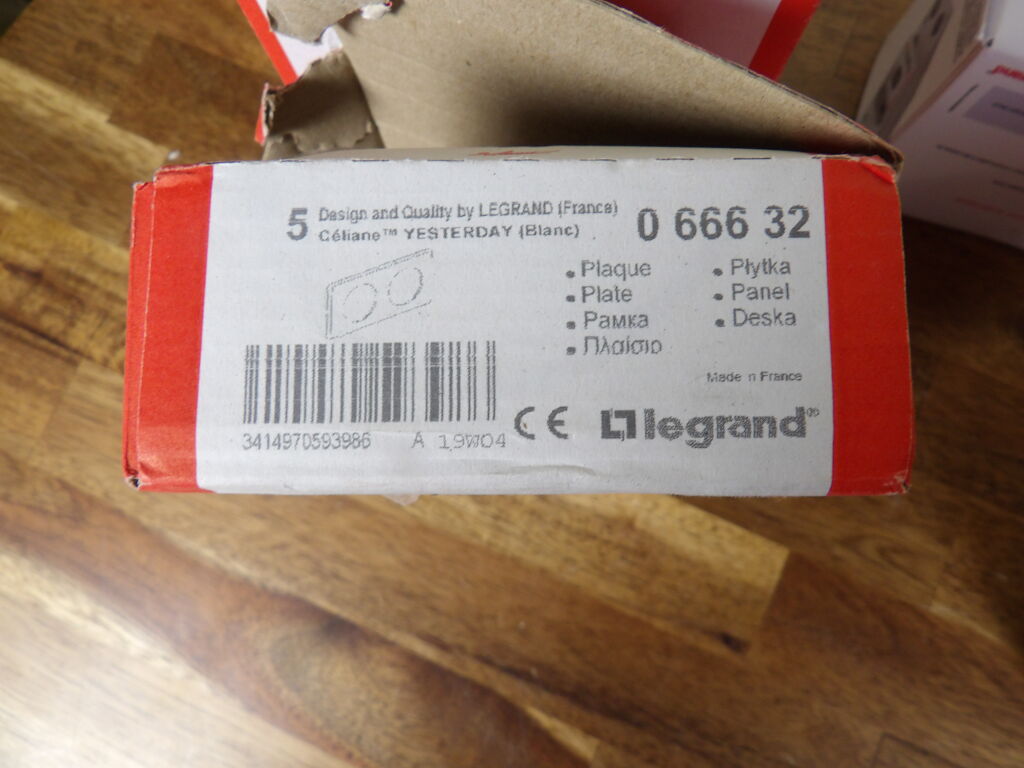 5 Design and Quality by LEGRAND (France)
Céliane™ YESTERDAY (Blanc)
0 666 32
• Plaque
• Plate
• Рамка
• Πλαίσιο
• Płytka
• Panel
• Deska
Made n France
3414970593986 A 19W04
CE legrand®